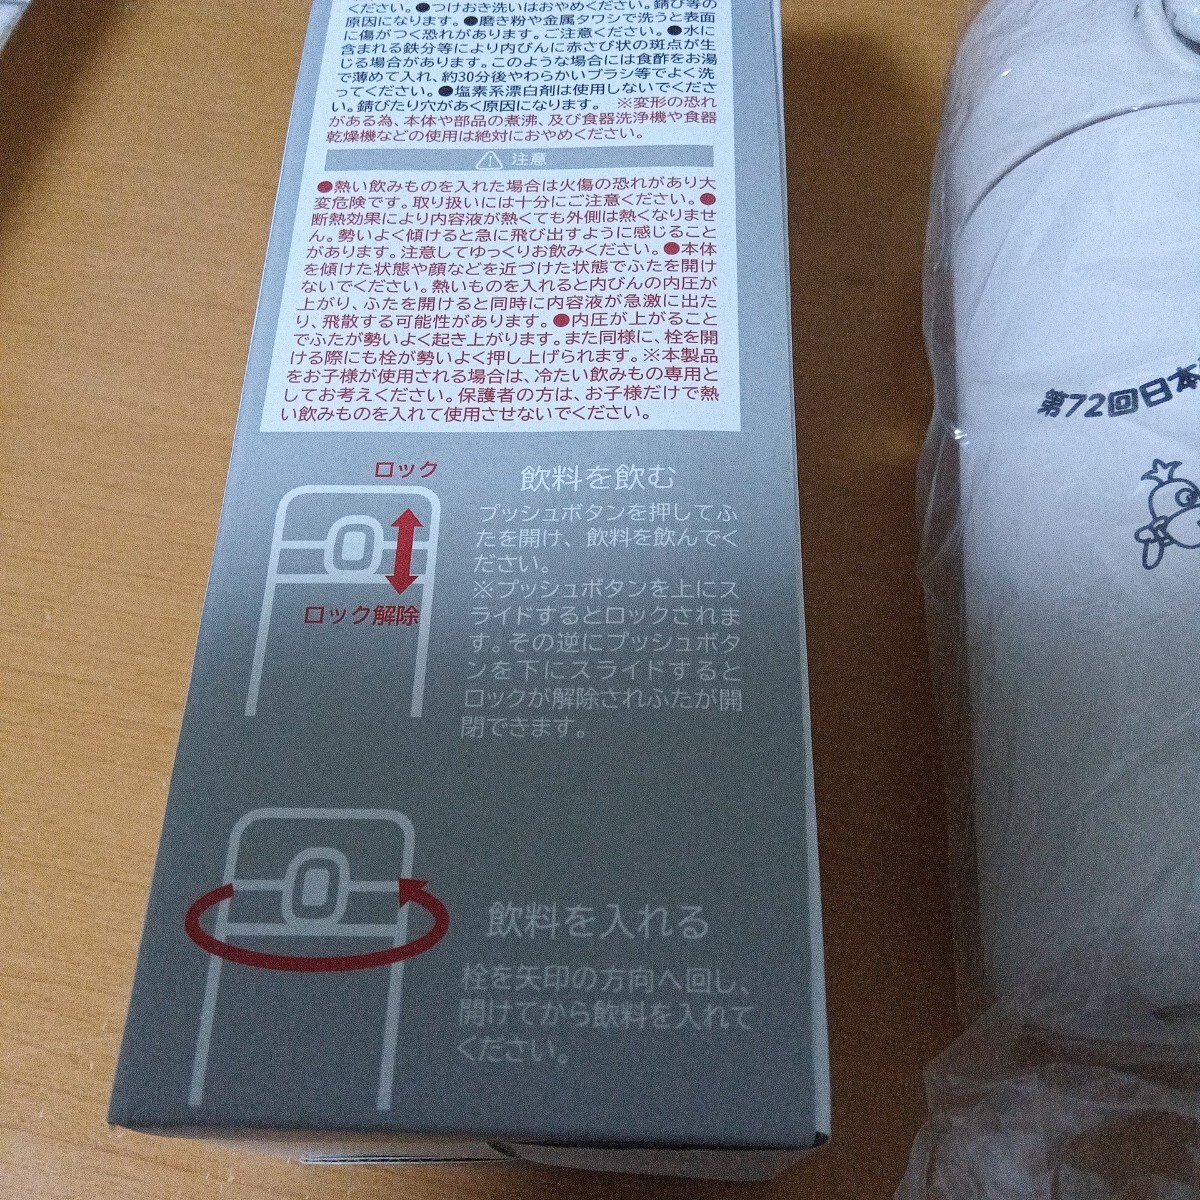 ください。●つけおき洗いはおやめください。錆び等の
原因になります。●磨き粉や金属タワシで洗うと表面
に傷がつく恐れがあります。ご注意ください。●水に
含まれる鉄分等により内びんに赤さび状の斑点が生
じる場合があります。このような場合には食酢をお湯
で薄めて入れ、約30分後やわらかいブラシ等でよく洗
ってください。●塩素系漂白剤は使用しないでくださ
い。錆びたり穴があく原因になります。 ※変形の恐れ
がある為、本体や部品の煮沸、及び食器洗浄機や食器
乾燥機などの使用は絶対におやめください。
注意
●熱い飲みものを入れた場合は火傷の恐れがあり大
変危険です。取り扱いには十分にご注意ください。●
断熱効果により内容液が熱くても外側は熱くなりませ
ん。勢いよく傾けると急に飛び出すように感じること
があります。注意してゆっくりお飲みください。●本体
を傾けた状態や顔などを近づけた状態でふたを開け
ないでください。熱いものを入れると内びんの内圧が
上がり、ふたを開けると同時に内容液が急激に出た
り、飛散する可能性があります。●内圧が上がること
でふたが勢いよく起き上がります。また同様に、栓を開
ける際にも栓が勢いよく押し上げられます。※本製品
をお子様が使用される場合は、冷たい飲みもの専用と
してお考えください。保護者の方は、お子様だけで熱
い飲みものを入れて使用させないでください。
ロック
ロック解除
飲料を飲む
プッシュボタンを押してふ
たを開け、飲料を飲んでく
ださい。
※プッシュボタンを上にス
ライドするとロックされま
す。その逆にプッシュボタ
ンを下にスライドすると
ロックが解除されふたが開
閉できます。
飲料を入れる
栓を矢印の方向へ回し、
開けてから飲料を入れて
ください。
第72回日本